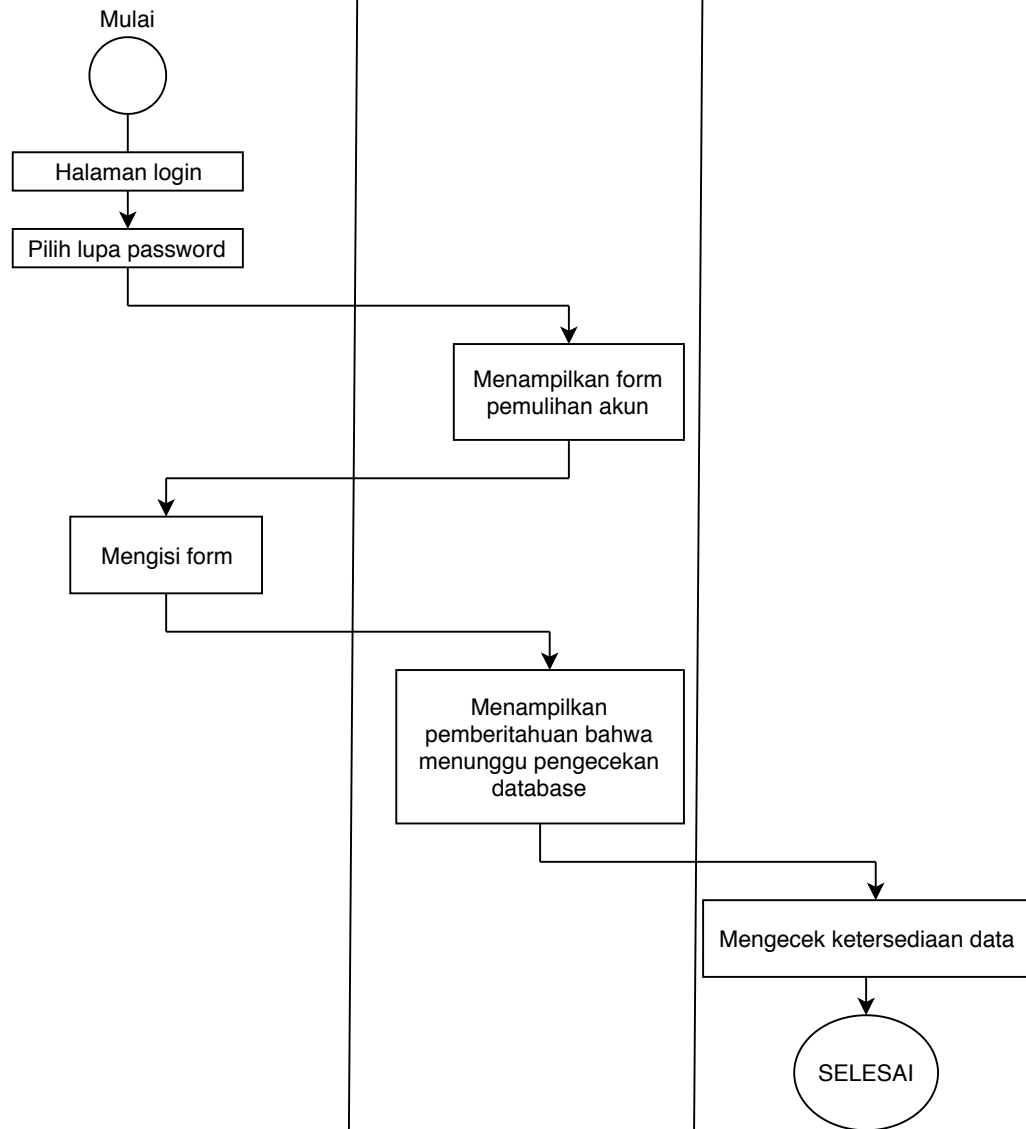 Mulai
Halaman login
Pilih lupa password
Menampilkan form
pemulihan akun
Mengisi form
Menampilkan
pemberitahuan bahwa
menunggu pengecekan
database
Mengecek ketersediaan data
SELESAI